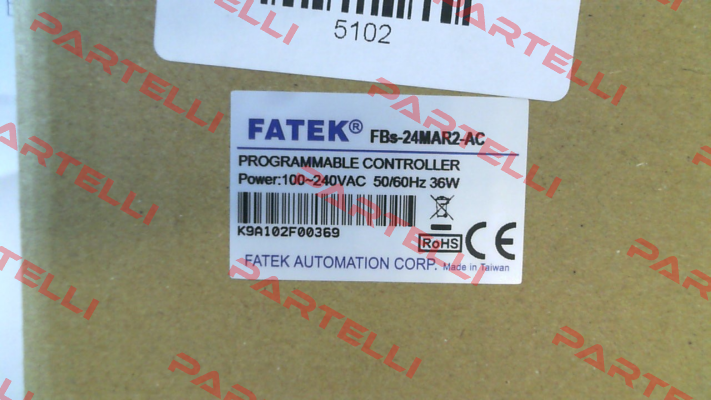 5102
FATEK® FBs-24MAR2-AC
PROGRAMMABLE CONTROLLER
Power:100~240VAC 50/60Hz 36W
K9A102F00369
RoHS CE
FATEK AUTOMATION CORP. Made in Taiwan
PARTELLI
PARTELLI
PARTELLI
PARTELLI
PARTELLI
PARTELLI
PARTELLI